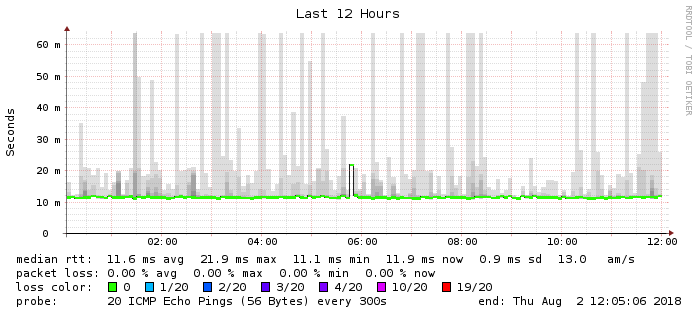 Last 12 Hours
RRDTOOL / TOBI OETIKER
Seconds
60 m
50 m
40 m
30 m
20 m
10 m
0
02:00 04:00 06:00 08:00 10:00 12:00
median rtt: 11.6 ms avg 21.9 ms max 11.1 ms min 11.9 ms now 0.9 ms sd 13.0 am/s
packet loss: 0.00 % avg 0.00 % max 0.00 % min 0.00 % now
loss color: 0 1/20 2/20 3/20 4/20 10/20 19/20
probe: 20 ICMP Echo Pings (56 Bytes) every 300s end: Thu Aug 2 12:05:06 2018